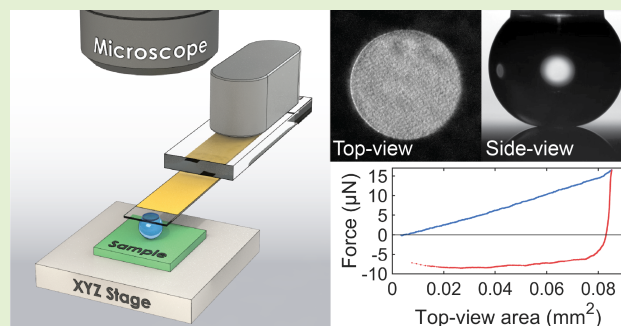 Microscope
Sample
XYZ Stage
Top-view
Side-view
Force (µN)
15
10
5
0
-5
-10
0.02 0.04 0.06 0.08
Top-view area (mm²)